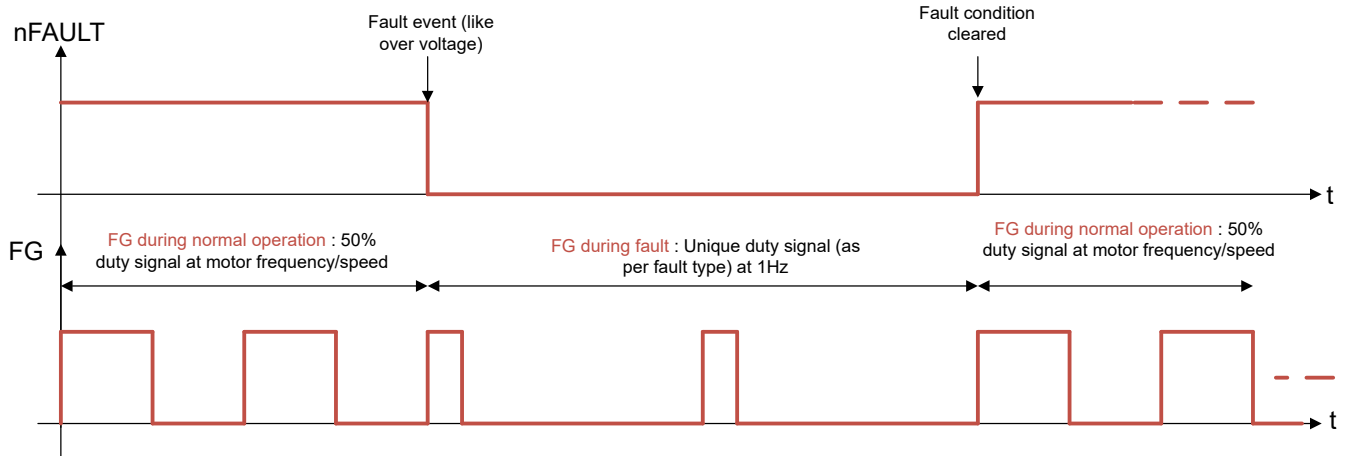 nFAULT
Fault event (like
over voltage)
Fault condition
cleared
t
FG
FG during normal operation : 50%
duty signal at motor frequency/speed
FG during fault : Unique duty signal (as
per fault type) at 1Hz
FG during normal operation : 50%
duty signal at motor frequency/speed
t